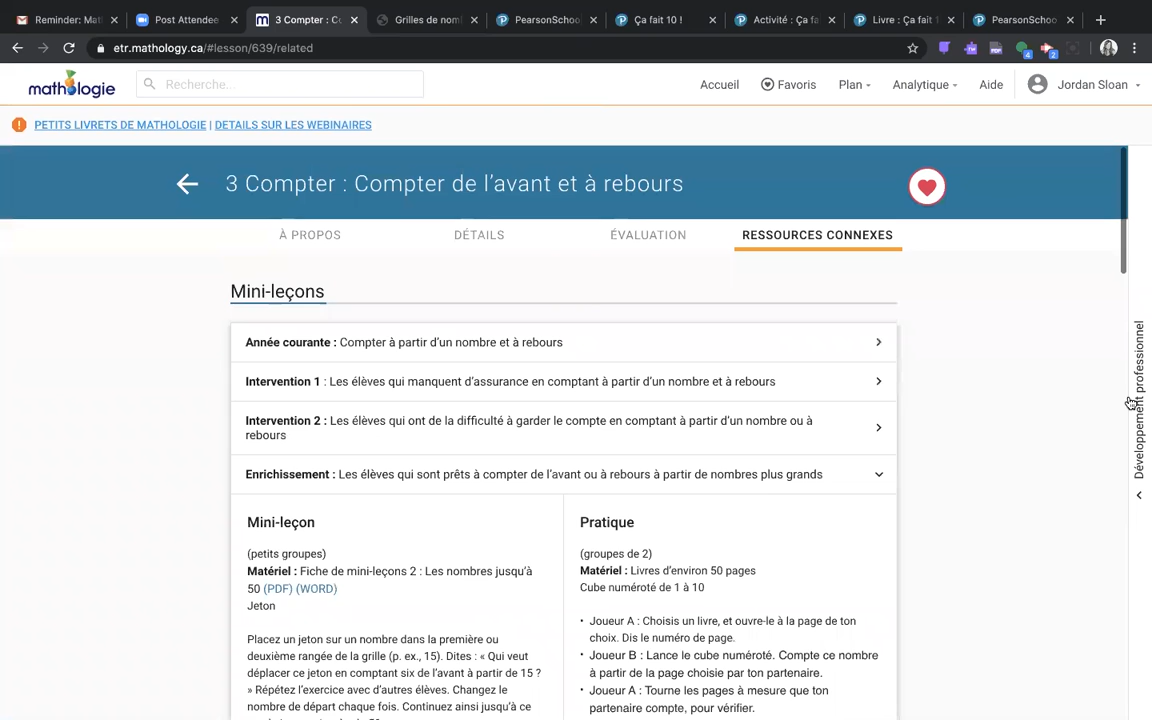 Reminder: Mat
Post Attendee
3 Compter : Co
Grilles de nom
PearsonSchoo
Ça fait 10 !
Activité : Ça fa
Livre : Ça fait 1
PearsonSchoo
etr.mathology.ca/#lesson/639/related
mathologie
Recherche...
Accueil
Favoris
Plan
Analytique
Aide
Jordan Sloan
PETITS LIVRETS DE MATHOLOGIE | DETAILS SUR LES WEBINAIRES
3 Compter : Compter de l’avant et à rebours
À PROPOS
DÉTAILS
ÉVALUATION
RESSOURCES CONNEXES
Développement professionnel
Mini-leçons
Année courante : Compter à partir d’un nombre et à rebours
Intervention 1 : Les élèves qui manquent d’assurance en comptant à partir d’un nombre et à rebours
Intervention 2 : Les élèves qui ont de la difficulté à garder le compte en comptant à partir d’un nombre ou à
rebours
Enrichissement : Les élèves qui sont prêts à compter de l’avant ou à rebours à partir de nombres plus grands
Mini-leçon
(petits groupes)
Matériel : Fiche de mini-leçons 2 : Les nombres jusqu’à
50 (PDF) (WORD)
Jeton
Placez un jeton sur un nombre dans la première ou
deuxième rangée de la grille (p. ex., 15). Dites : « Qui veut
déplacer ce jeton en comptant six de l’avant à partir de 15 ?
» Répétez l’exercice avec d’autres élèves. Changez le
nombre de départ chaque fois. Continuez ainsi jusqu’à ce
Pratique
(groupes de 2)
Matériel : Livres d’environ 50 pages
Cube numéroté de 1 à 10
• Joueur A : Choisis un livre, et ouvre-le à la page de ton
choix. Dis le numéro de page.
• Joueur B : Lance le cube numéroté. Compte ce nombre
à partir de la page choisie par ton partenaire.
• Joueur A : Tourne les pages à mesure que ton
partenaire compte, pour vérifier.